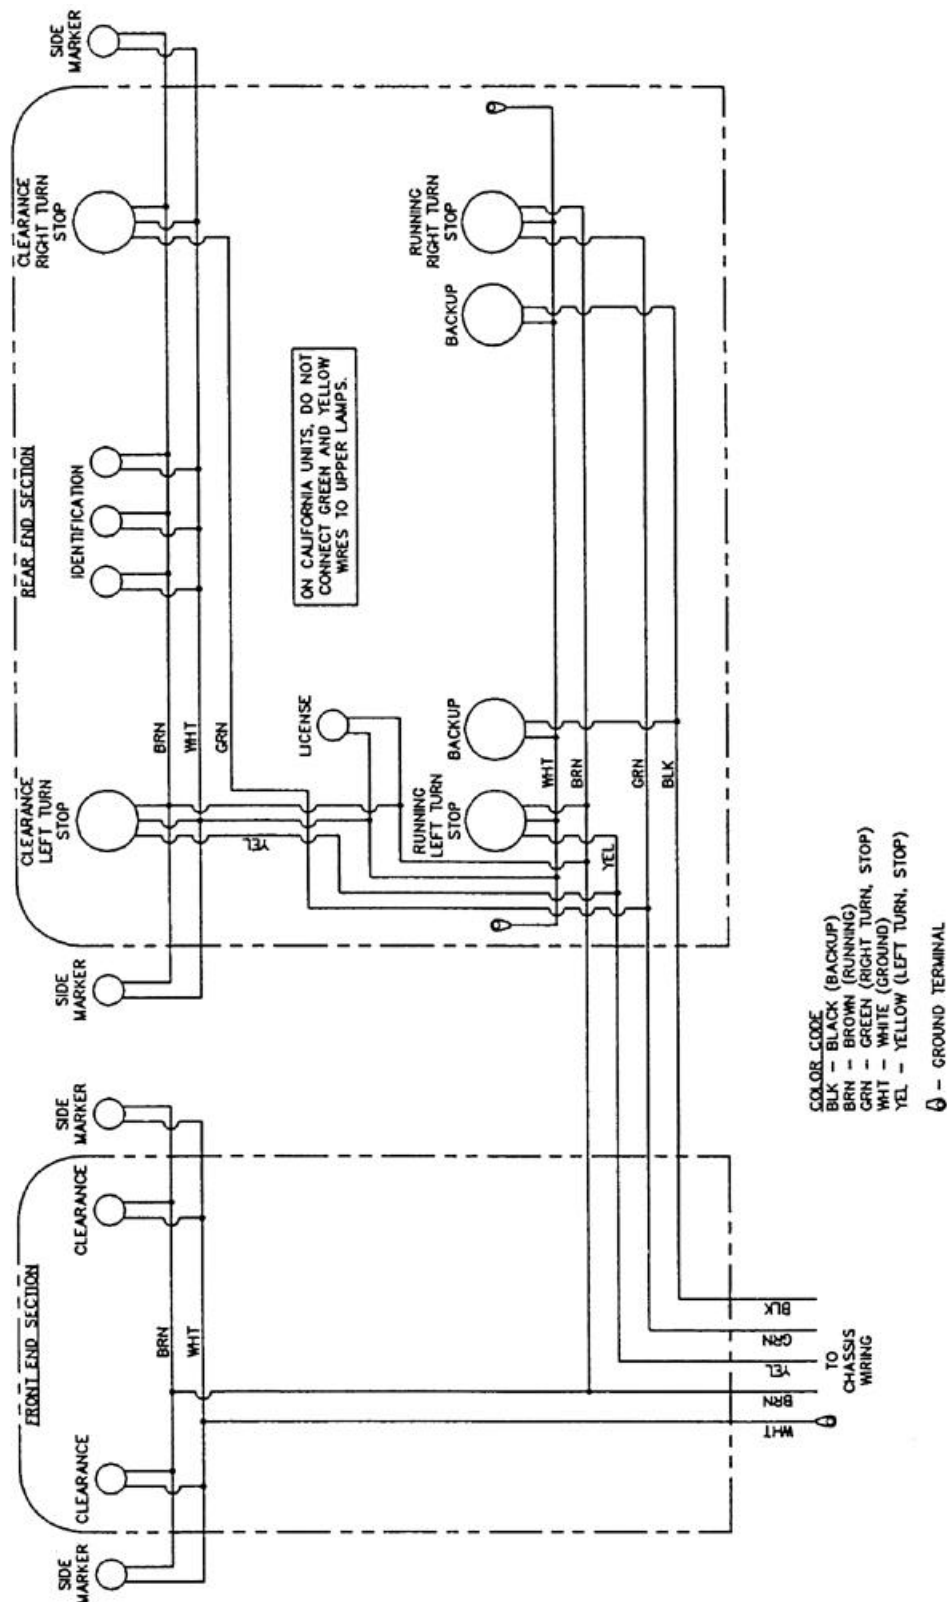 SIDE
MARKER
CLEARANCE
RIGHT TURN
STOP
REAR END SECTION
IDENTIFICATION
CLEARANCE
LEFT TURN
STOP
SIDE
MARKER
BRN
WHT
GRN
YEL
ON CALIFORNIA UNITS, DO NOT
CONNECT GREEN AND YELLOW
WIRES TO UPPER LAMPS.
LICENSE
RUNNING
RIGHT TURN
STOP
BACKUP
BACKUP
RUNNING
LEFT TURN
STOP
WHT
BRN
GRN
BLK
YEL
SIDE
MARKER
CLEARANCE
FRONT END SECTION
BRN
WHT
CLEARANCE
SIDE
MARKER
BLK
GRN
YEL
BRN
WHT
TO
CHASSIS
WIRING
COLOR CODE
BLK - BLACK (BACKUP)
BRN - BROWN (RUNNING)
GRN - GREEN (RIGHT TURN, STOP)
WHT - WHITE (GROUND)
YEL - YELLOW (LEFT TURN, STOP)
- GROUND TERMINAL